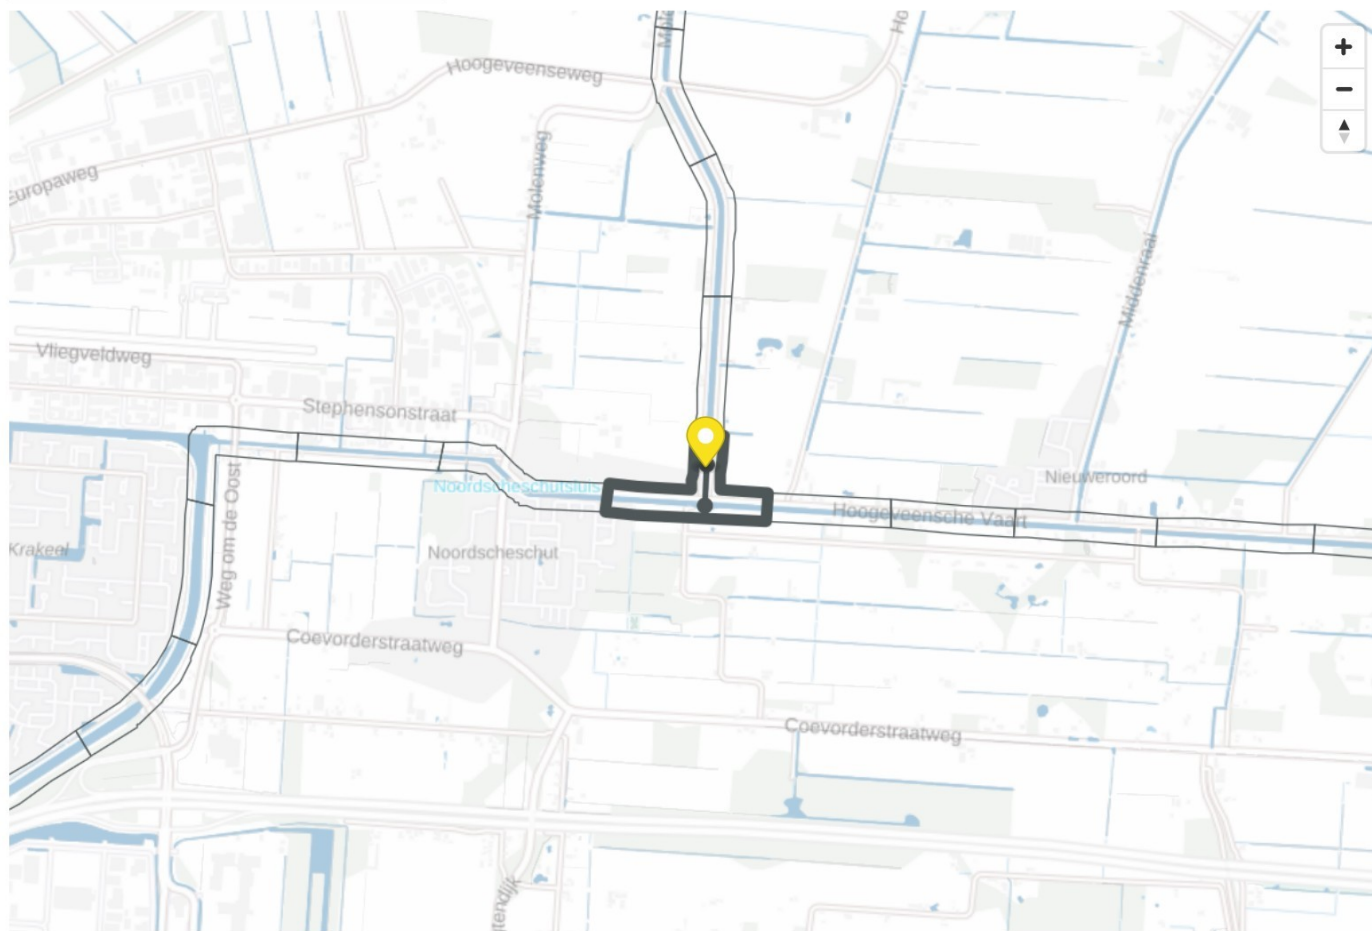 Hoogeveenseweg
Molenweg
Europaweg
Middenraai
Vliegveldweg
Stephensonstraat
Nieuweroord
Noordscheschutsluis
Hoogeveensche Vaart
Krakeel
Noordscheschut
Weg om de Oost
Coevorderstraatweg
Coevorderstraatweg